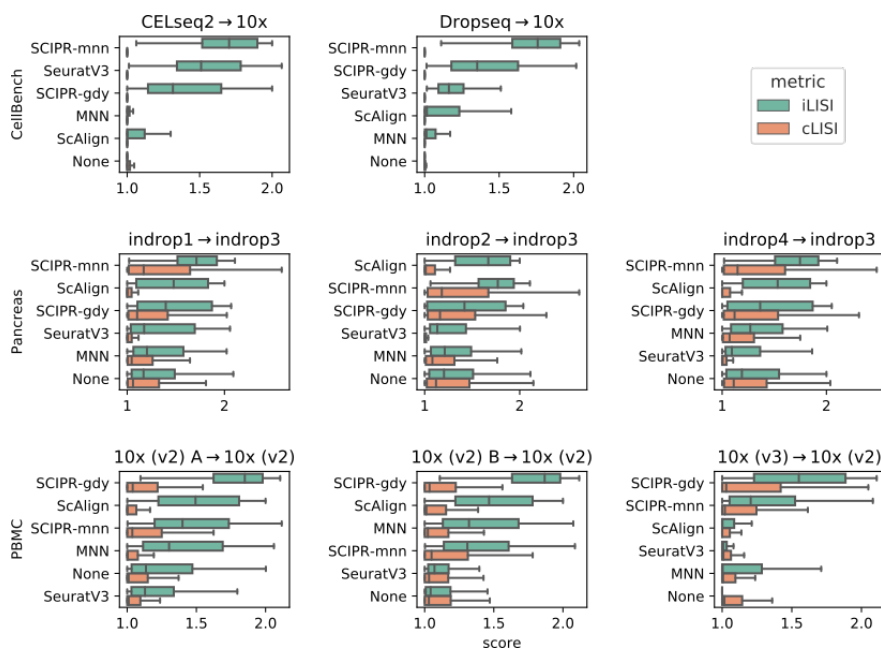 CELseq2 → 10x
Dropseq → 10x
CellBench
SCIPR-mnn
SeuratV3
SCIPR-gdy
MNN
ScAlign
None
1.0 1.5 2.0
SCIPR-mnn
SCIPR-gdy
SeuratV3
ScAlign
MNN
None
1.0 1.5 2.0
metric
iLISI
cLISI
indrop1 → indrop3
indrop2 → indrop3
indrop4 → indrop3
Pancreas
SCIPR-mnn
ScAlign
SCIPR-gdy
SeuratV3
MNN
None
1 2
ScAlign
SCIPR-mnn
SCIPR-gdy
SeuratV3
MNN
None
1 2
SCIPR-mnn
ScAlign
SCIPR-gdy
MNN
SeuratV3
None
1 2
10x (v2) A → 10x (v2)
10x (v2) B → 10x (v2)
10x (v3) → 10x (v2)
PBMC
SCIPR-gdy
ScAlign
SCIPR-mnn
MNN
None
SeuratV3
1.0 1.5 2.0
SCIPR-gdy
ScAlign
MNN
SCIPR-mnn
SeuratV3
None
1.0 1.5 2.0
score
SCIPR-gdy
SCIPR-mnn
ScAlign
SeuratV3
MNN
None
1.0 1.5 2.0